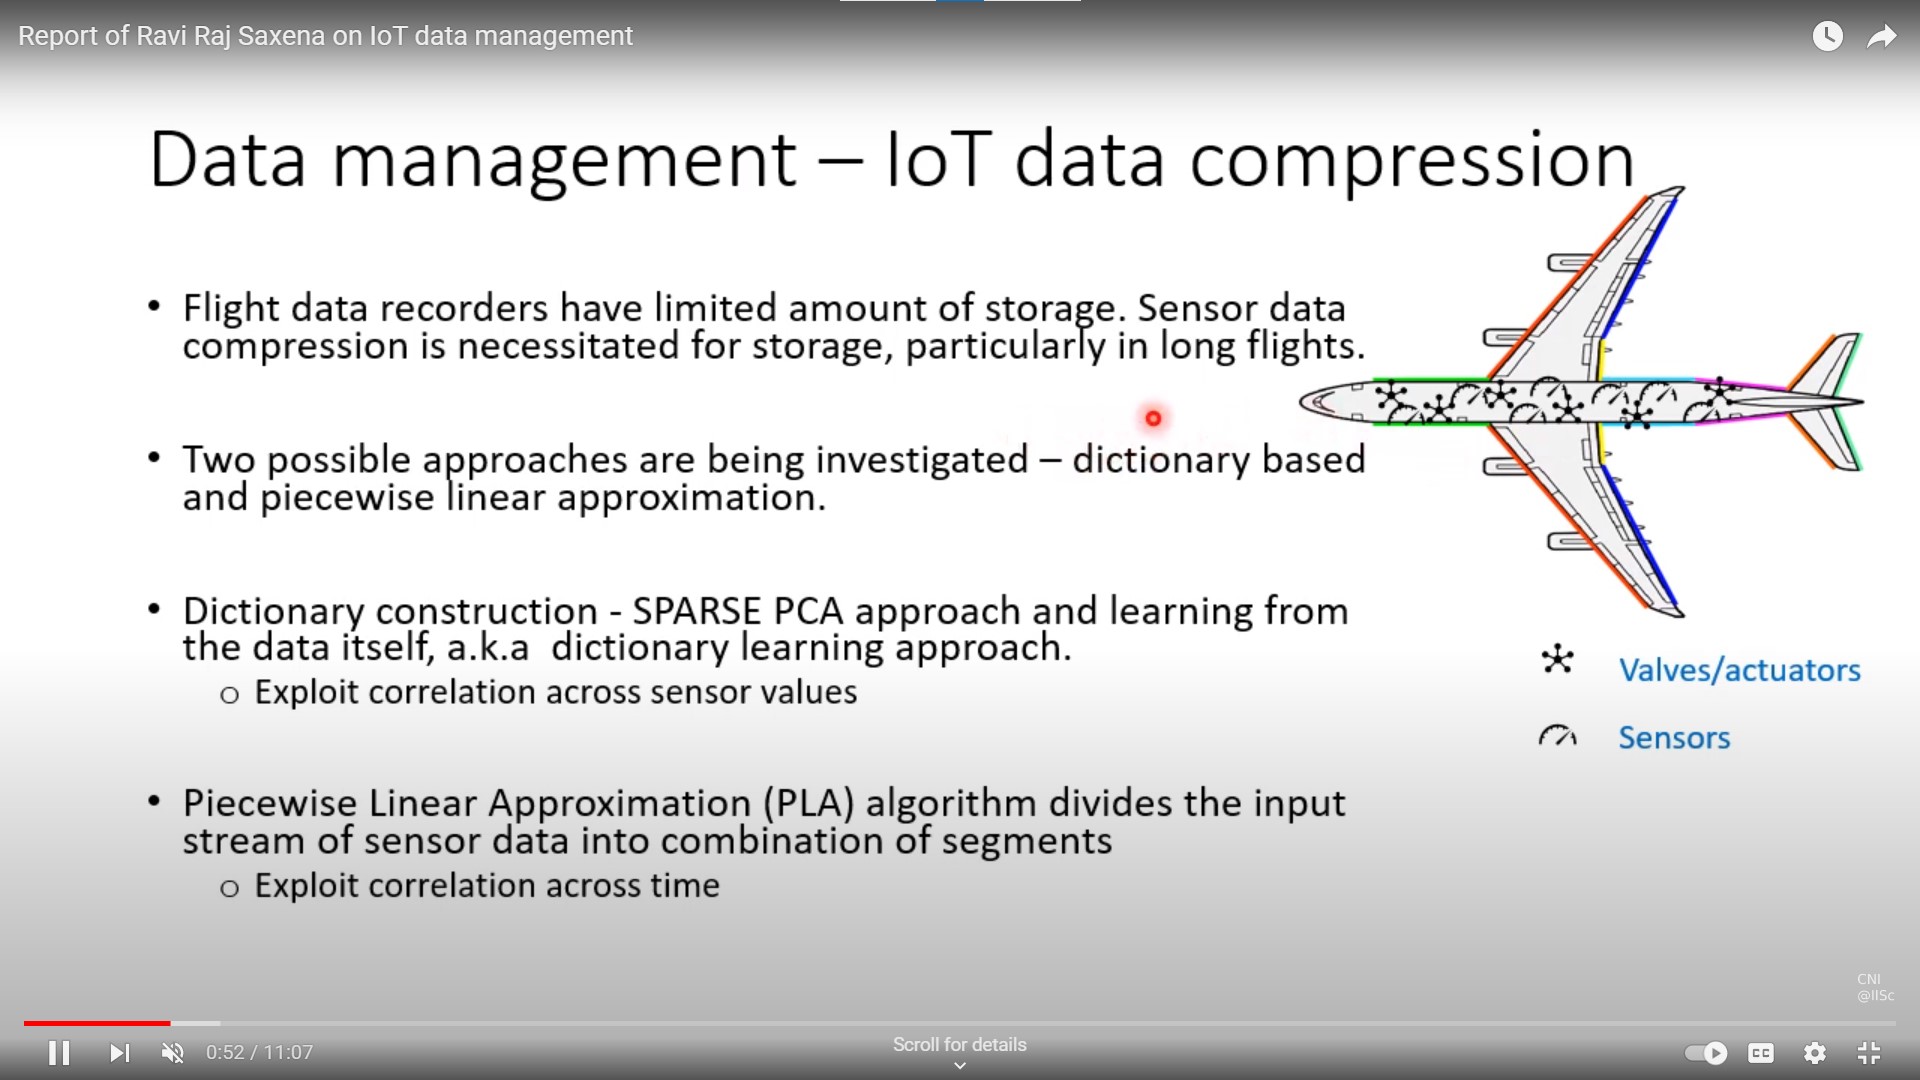 Report of Ravi Raj Saxena on IoT data management
Data management – IoT data compression
• Flight data recorders have limited amount of storage. Sensor data
compression is necessitated for storage, particularly in long flights.
• Two possible approaches are being investigated – dictionary based
and piecewise linear approximation.
• Dictionary construction - SPARSE PCA approach and learning from
the data itself, a.k.a  dictionary learning approach.
o Exploit correlation across sensor values
• Piecewise Linear Approximation (PLA) algorithm divides the input
stream of sensor data into combination of segments
o Exploit correlation across time
Valves/actuators
Sensors
CNI
@IISc
0:52 / 11:07
Scroll for details
CC